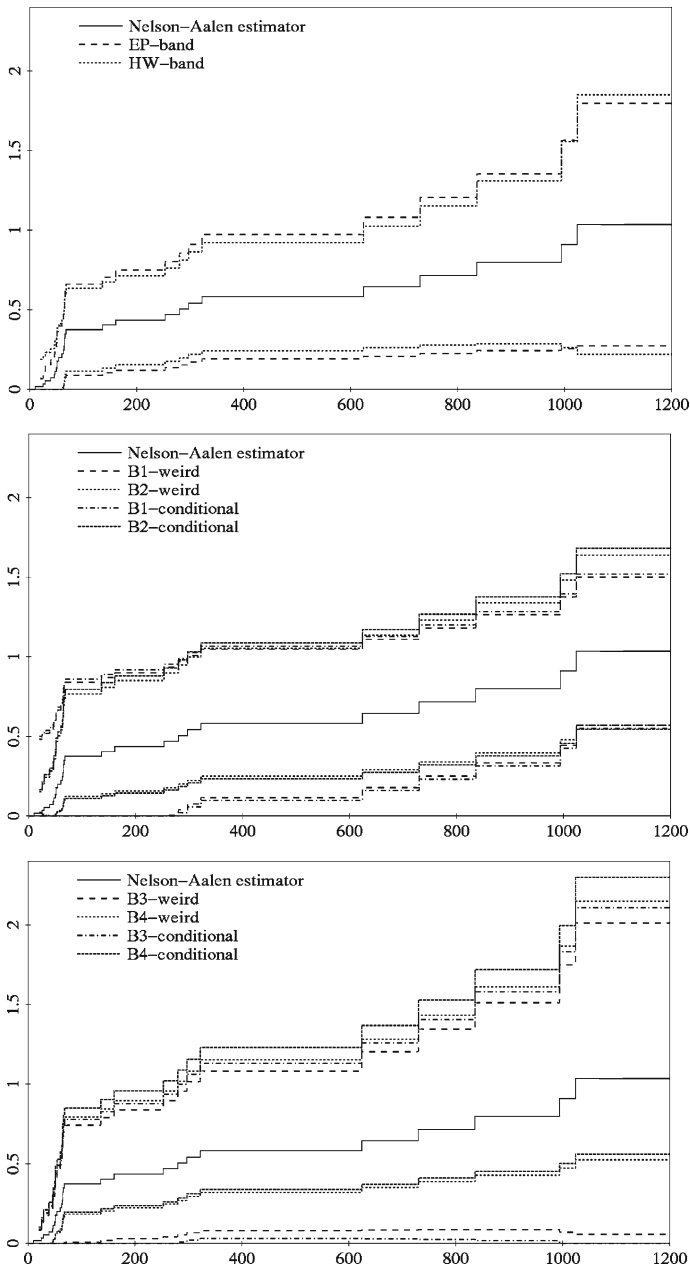 Nelson−Aalen estimator
EP−band
HW−band
2
1.5
1
0.5
0
0 200 400 600 800 1000 1200
Nelson−Aalen estimator
B1−weird
B2−weird
B1−conditional
B2−conditional
2
1.5
1
0.5
0
0 200 400 600 800 1000 1200
Nelson−Aalen estimator
B3−weird
B4−weird
B3−conditional
B4−conditional
2
1.5
1
0.5
0
0 200 400 600 800 1000 1200